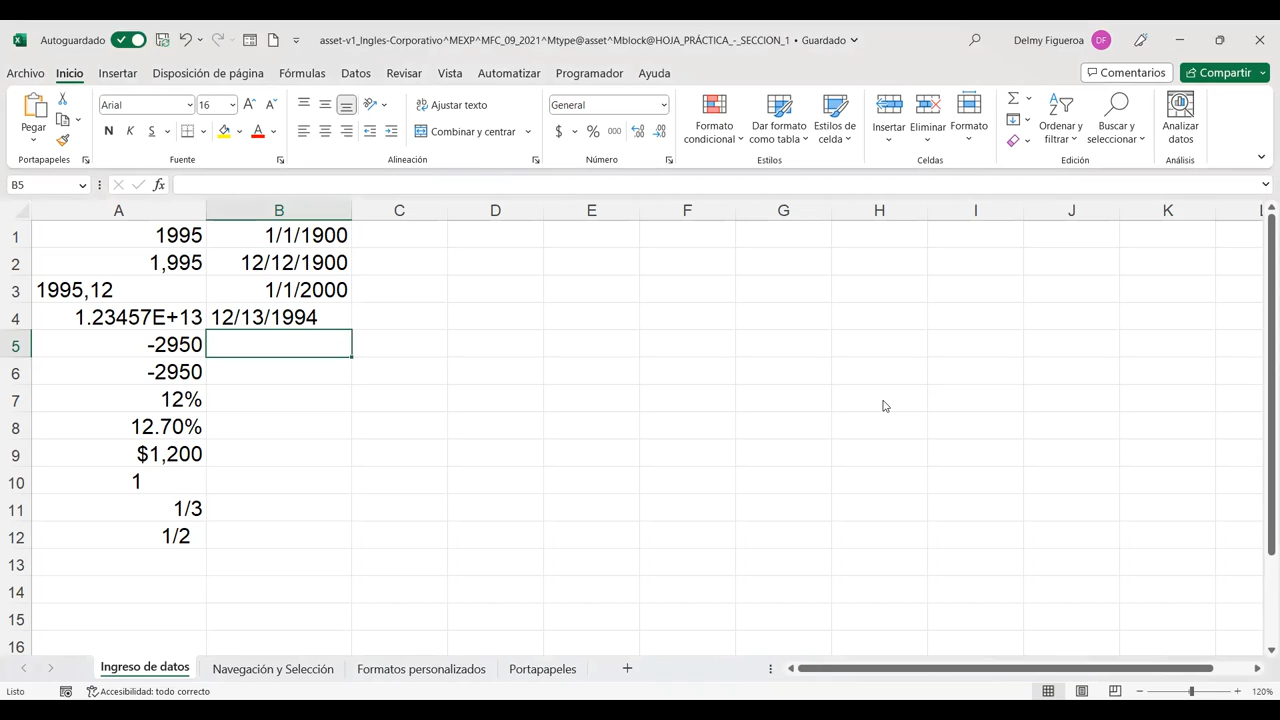 Autoguardado
asset-v1_Ingles-Corporativo^MEXP^MFC_09_2021^Mtype@asset^Mblock@HOJA_PRÁCTICA_-_SECCION_1 • Guardado
Delmy Figueroa
DF
Archivo Inicio Insertar Disposición de página Fórmulas Datos Revisar Vista Automatizar Programador Ayuda
Comentarios
Compartir
Pegar
Portapapeles
Arial 16
N K S
Fuente
Ajustar texto
Combinar y centrar
Alineación
General
$ % 000
Número
Formato condicional
Dar formato como tabla
Estilos de celda
Estilos
Insertar
Eliminar
Formato
Celdas
Ordenar y filtrar
Buscar y seleccionar
Edición
Analizar datos
Análisis
B5
fx
A B C D E F G H I J K L
1 1995 1/1/1900
2 1,995 12/12/1900
3 1995,12 1/1/2000
4 1.23457E+13 12/13/1994
5 -2950
6 -2950
7 12%
8 12.70%
9 $1,200
10 1
11 1/3
12 1/2
13
14
15
16
Ingreso de datos Navegación y Selección Formatos personalizados Portapapeles
Listo
Accesibilidad: todo correcto
120%